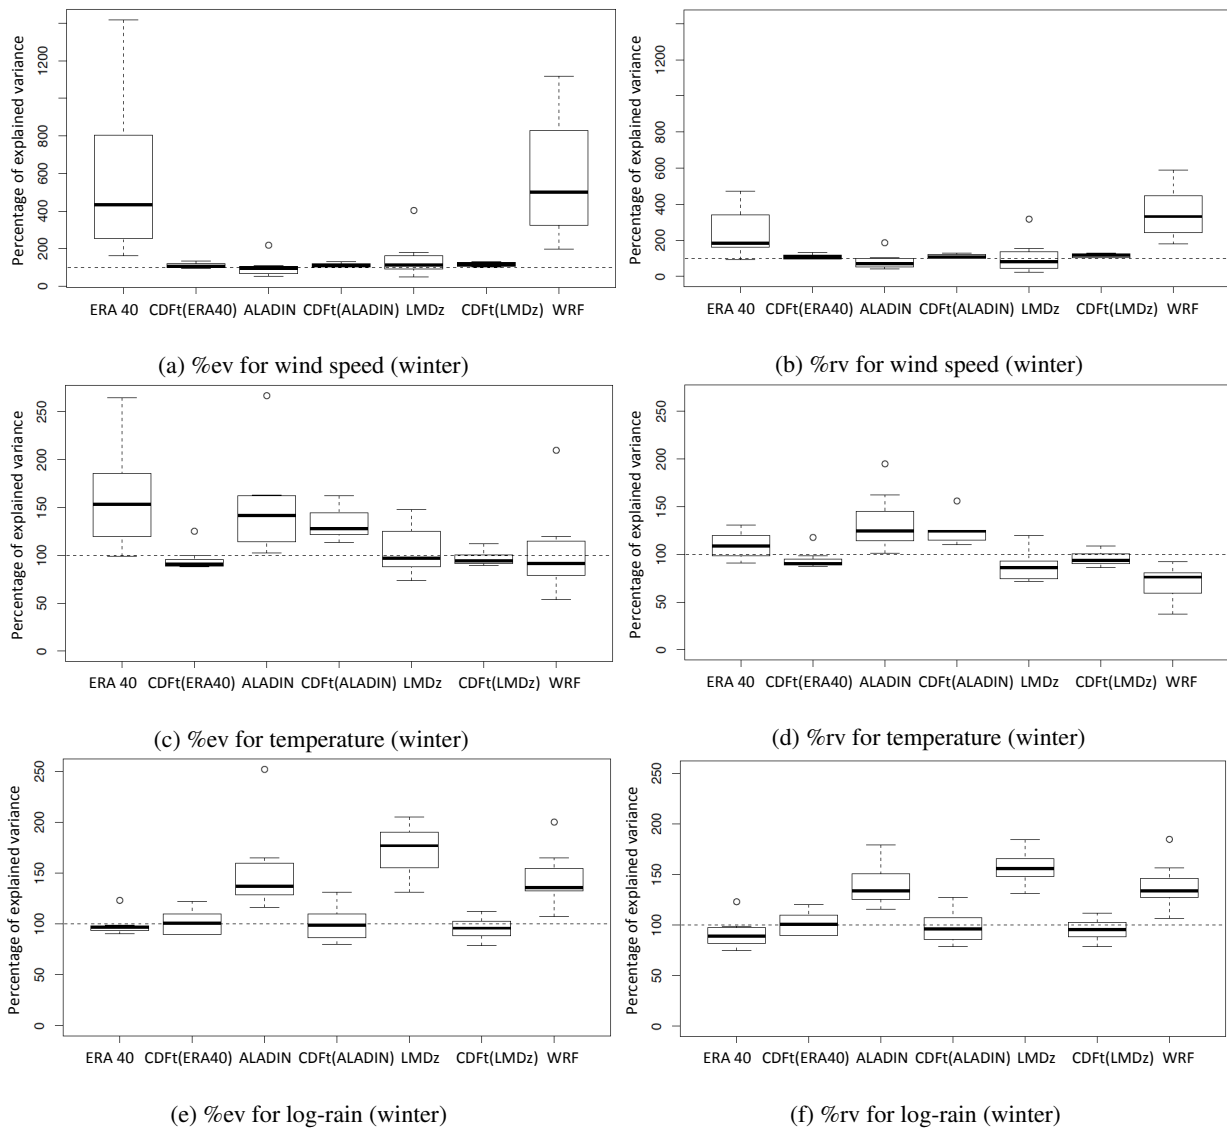 Percentage of explained variance
0 200 400 600 800 1200
ERA 40 CDFt(ERA40) ALADIN CDFt(ALADIN) LMDz CDFt(LMDz) WRF
(a) %ev for wind speed (winter)
Percentage of explained variance
0 200 400 600 800 1200
ERA 40 CDFt(ERA40) ALADIN CDFt(ALADIN) LMDz CDFt(LMDz) WRF
(b) %rv for wind speed (winter)
Percentage of explained variance
0 50 100 150 200 250
ERA 40 CDFt(ERA40) ALADIN CDFt(ALADIN) LMDz CDFt(LMDz) WRF
(c) %ev for temperature (winter)
Percentage of explained variance
0 50 100 150 200 250
ERA 40 CDFt(ERA40) ALADIN CDFt(ALADIN) LMDz CDFt(LMDz) WRF
(d) %rv for temperature (winter)
Percentage of explained variance
0 50 100 150 200 250
ERA 40 CDFt(ERA40) ALADIN CDFt(ALADIN) LMDz CDFt(LMDz) WRF
(e) %ev for log-rain (winter)
Percentage of explained variance
0 50 100 150 200 250
ERA 40 CDFt(ERA40) ALADIN CDFt(ALADIN) LMDz CDFt(LMDz) WRF
(f) %rv for log-rain (winter)